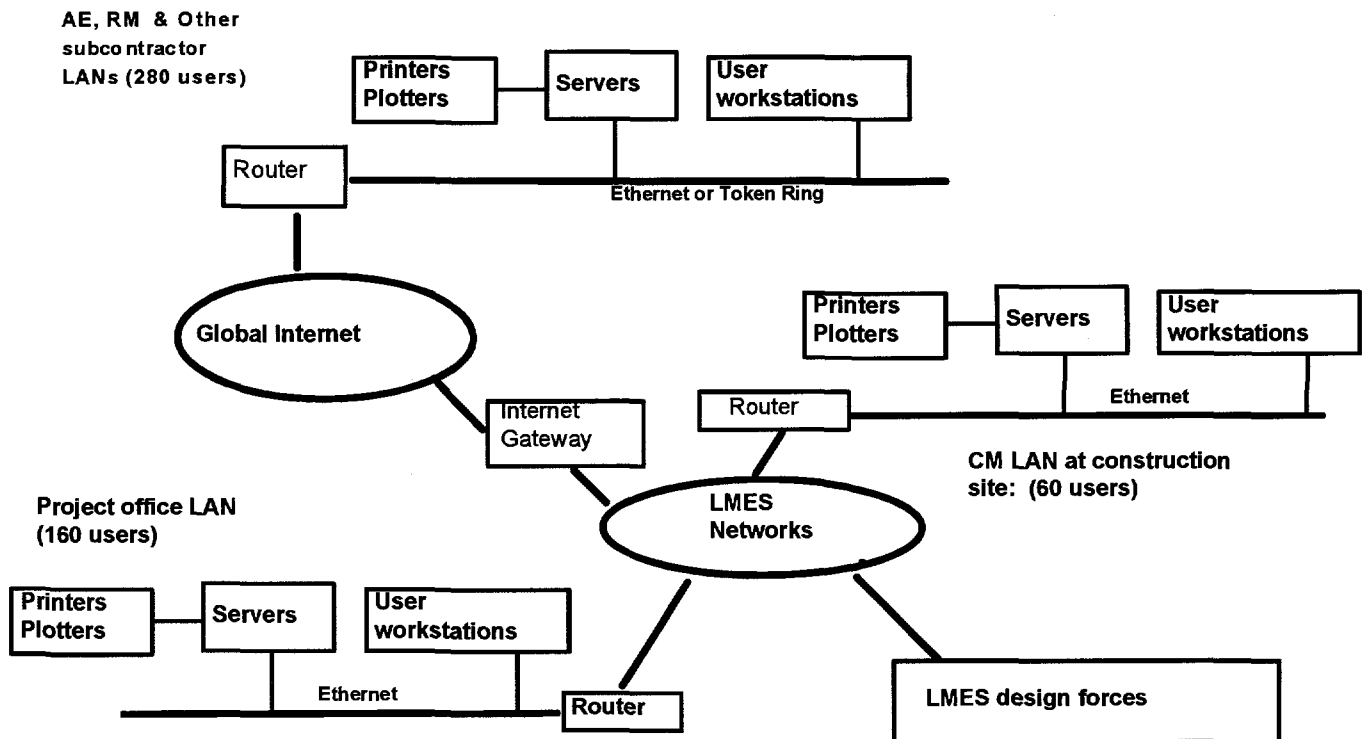 AE, RM & Other
subcontractor
LANs (280 users)
Printers
Plotters
Servers
User
workstations
Router
Ethernet or Token Ring
Global Internet
Printers
Plotters
Servers
User
workstations
Internet
Gateway
Router
Ethernet
CM LAN at construction
site: (60 users)
LMES
Networks
Project office LAN
(160 users)
Printers
Plotters
Servers
User
workstations
Ethernet
Router
LMES design forces